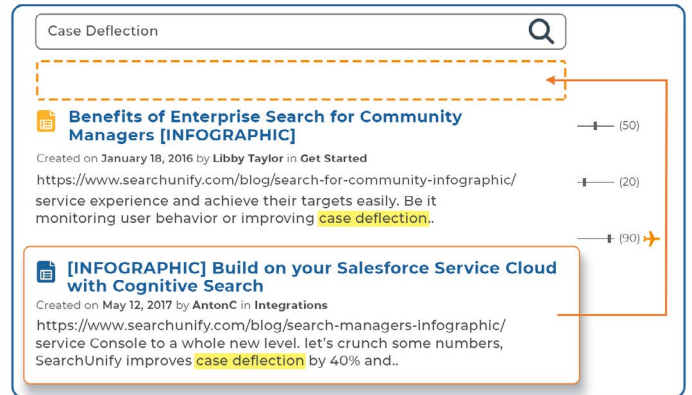 Case Deflection
Benefits of Enterprise Search for Community
Managers [INFOGRAPHIC]
Created on January 18, 2016 by Libby Taylor in Get Started
https://www.searchunify.com/blog/search-for-community-infographic/
service experience and achieve their targets easily. Be it
monitoring user behavior or improving case deflection..
(50)
(20)
(90)
[INFOGRAPHIC] Build on your Salesforce Service Cloud
with Cognitive Search
Created on May 12, 2017 by AntonC in Integrations
https://www.searchunify.com/blog/search-managers-infographic/
service Console to a whole new level. let's crunch some numbers,
SearchUnify improves case deflection by 40% and..